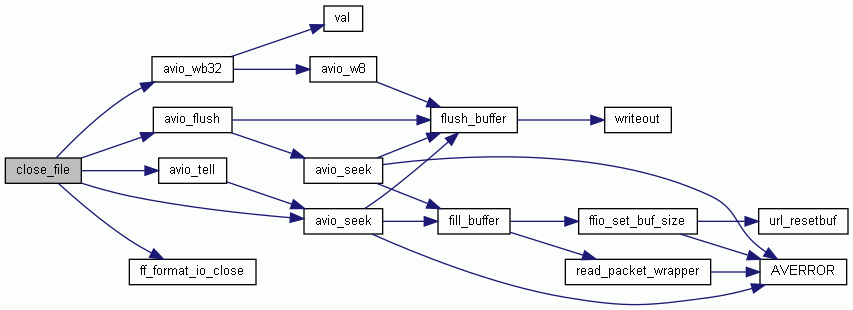 val
avio_wb32
avio_w8
avio_flush
flush_buffer
writeout
close_file
avio_tell
avio_seek
avio_seek
fill_buffer
ffio_set_buf_size
url_resetbuf
ff_format_io_close
read_packet_wrapper
AVERROR